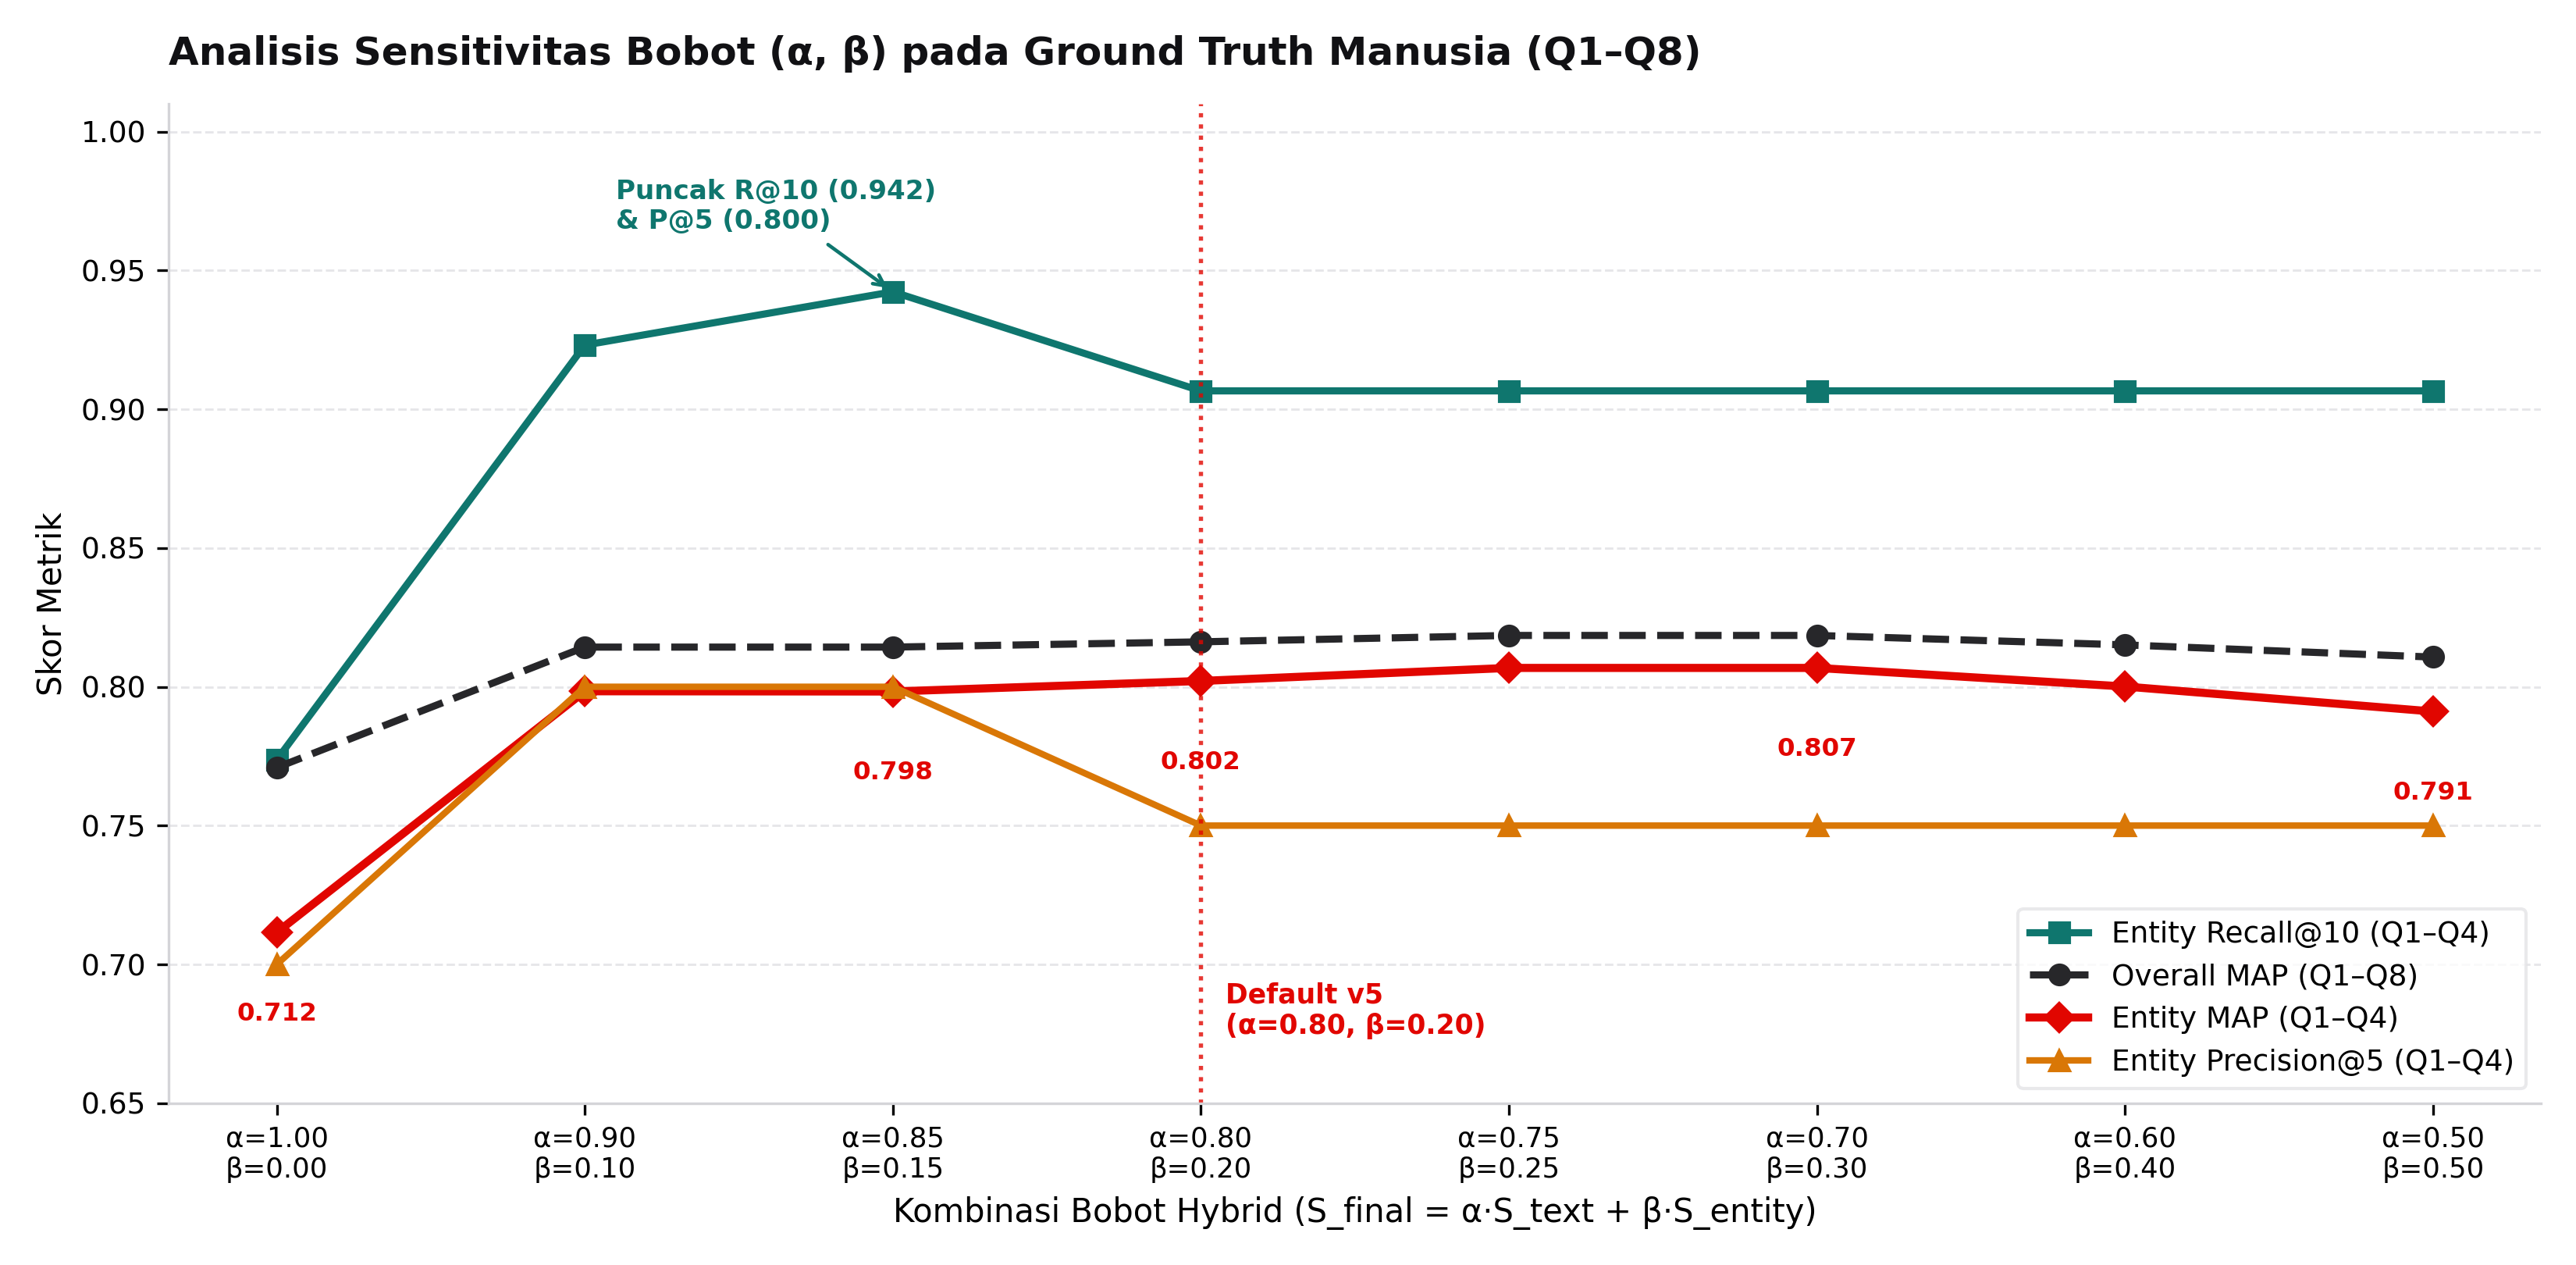 Analisis Sensitivitas Bobot (α, β) pada Ground Truth Manusia (Q1–Q8)
Skor Metrik
1.00
0.95
0.90
0.85
0.80
0.75
0.70
0.65
Puncak R@10 (0.942)
& P@5 (0.800)
0.712
0.798
0.802
0.807
0.791
Default v5
(α=0.80, β=0.20)
Entity Recall@10 (Q1–Q4)
Overall MAP (Q1–Q8)
Entity MAP (Q1–Q4)
Entity Precision@5 (Q1–Q4)
α=1.00
β=0.00
α=0.90
β=0.10
α=0.85
β=0.15
α=0.80
β=0.20
α=0.75
β=0.25
α=0.70
β=0.30
α=0.60
β=0.40
α=0.50
β=0.50
Kombinasi Bobot Hybrid (S_final = α·S_text + β·S_entity)